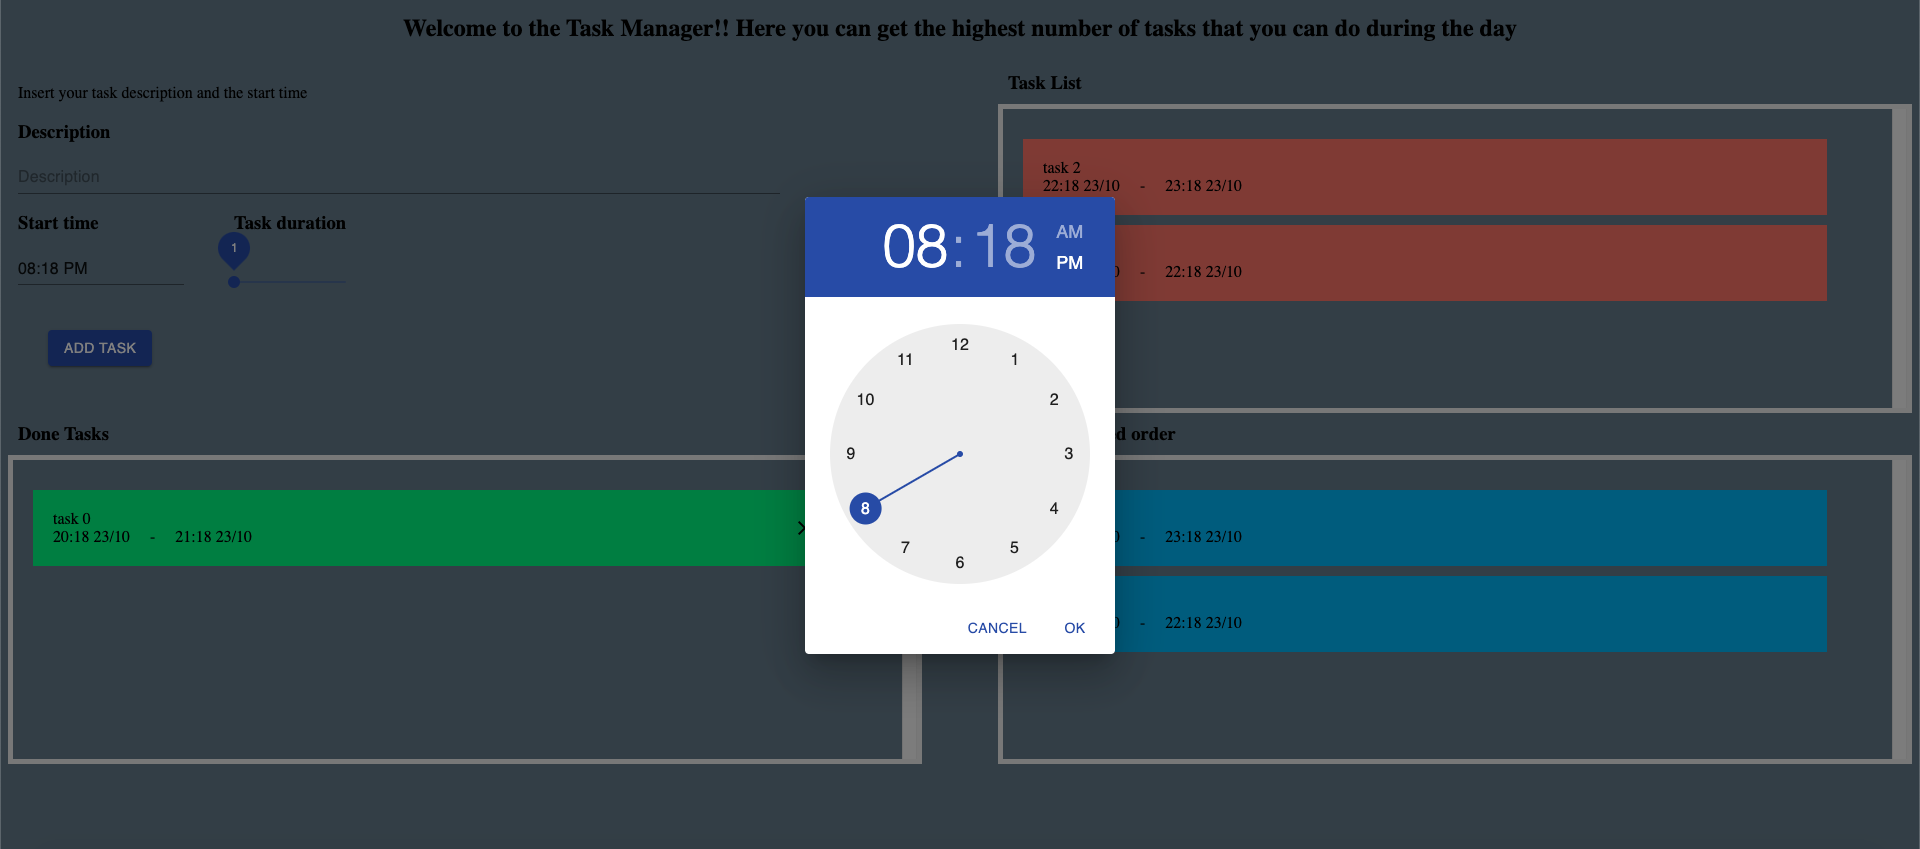 Welcome to the Task Manager!! Here you can get the highest number of tasks that you can do during the day
Insert your task description and the start time
Description
Description
Start time
Task duration
1
08:18 PM
ADD TASK
Task List
task 2
22:18 23/10 - 23:18 23/10
- 22:18 23/10
08:18
AM
PM
12
1
2
3
4
5
6
7
8
9
10
11
CANCEL
OK
Done Tasks
task 0
20:18 23/10 - 21:18 23/10
order
- 23:18 23/10
- 22:18 23/10